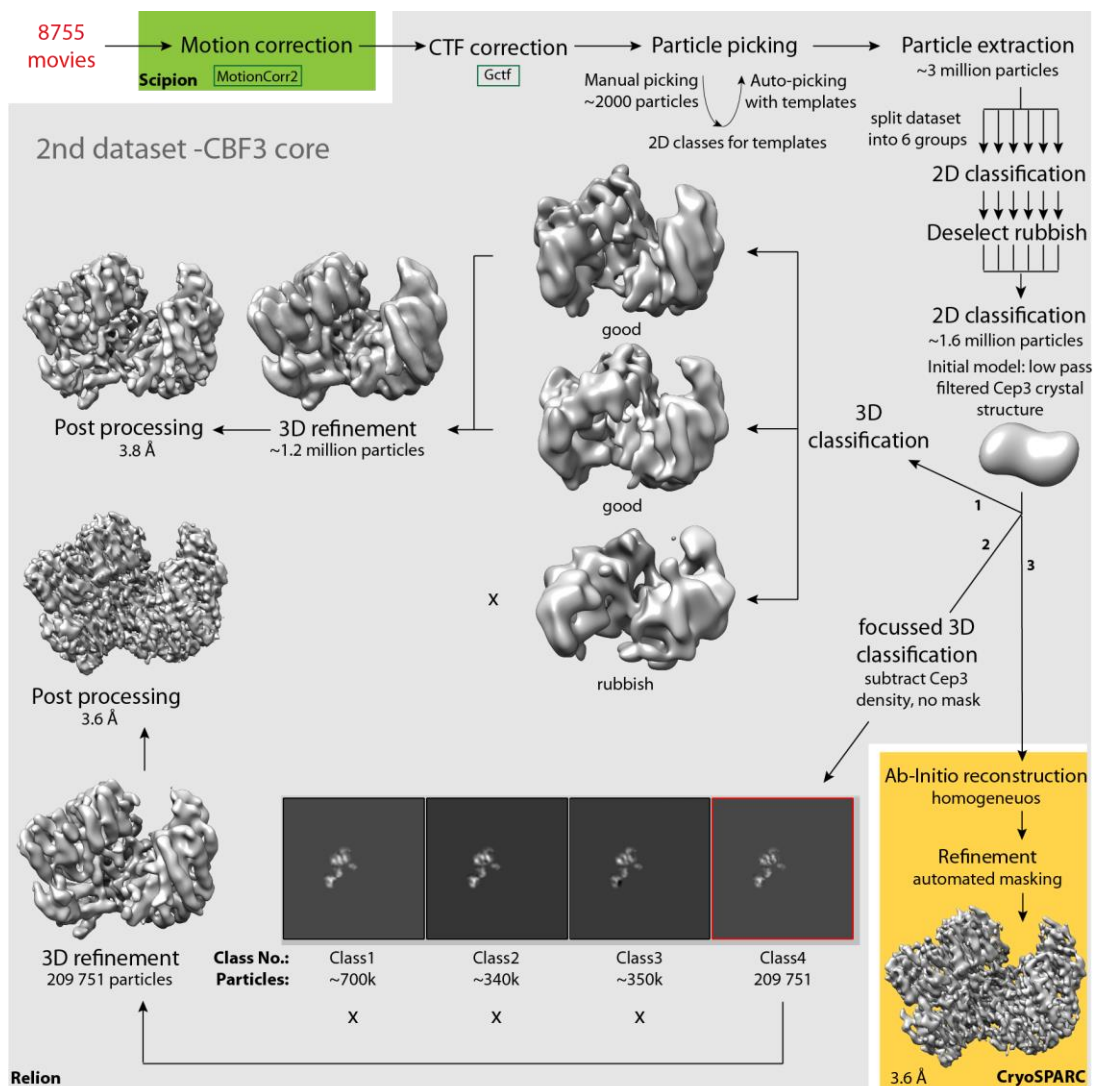 8755
movies
Motion correction
Scipion
MotionCorr2
CTF correction
Gctf
Particle picking
Manual picking
~2000 particles
Auto-picking
with templates
2D classes for templates
Particle extraction
~3 million particles
split dataset
into 6 groups
2D classification
Deselect rubbish
2D classification
~1.6 million particles
Initial model: low pass
filtered Cep3 crystal
structure
2nd dataset -CBF3 core
good
good
rubbish
x
3D
classification
1
2
3
3D refinement
~1.2 million particles
Post processing
3.8 Å
focussed 3D
classification
subtract Cep3
density, no mask
Post processing
3.6 Å
3D refinement
209 751 particles
Class No.: Class1 Class2 Class3 Class4
Particles: ~700k ~340k ~350k 209 751
x x x
Ab-Initio reconstruction
homogeneuos
Refinement
automated masking
3.6 Å
CryoSPARC
Relion